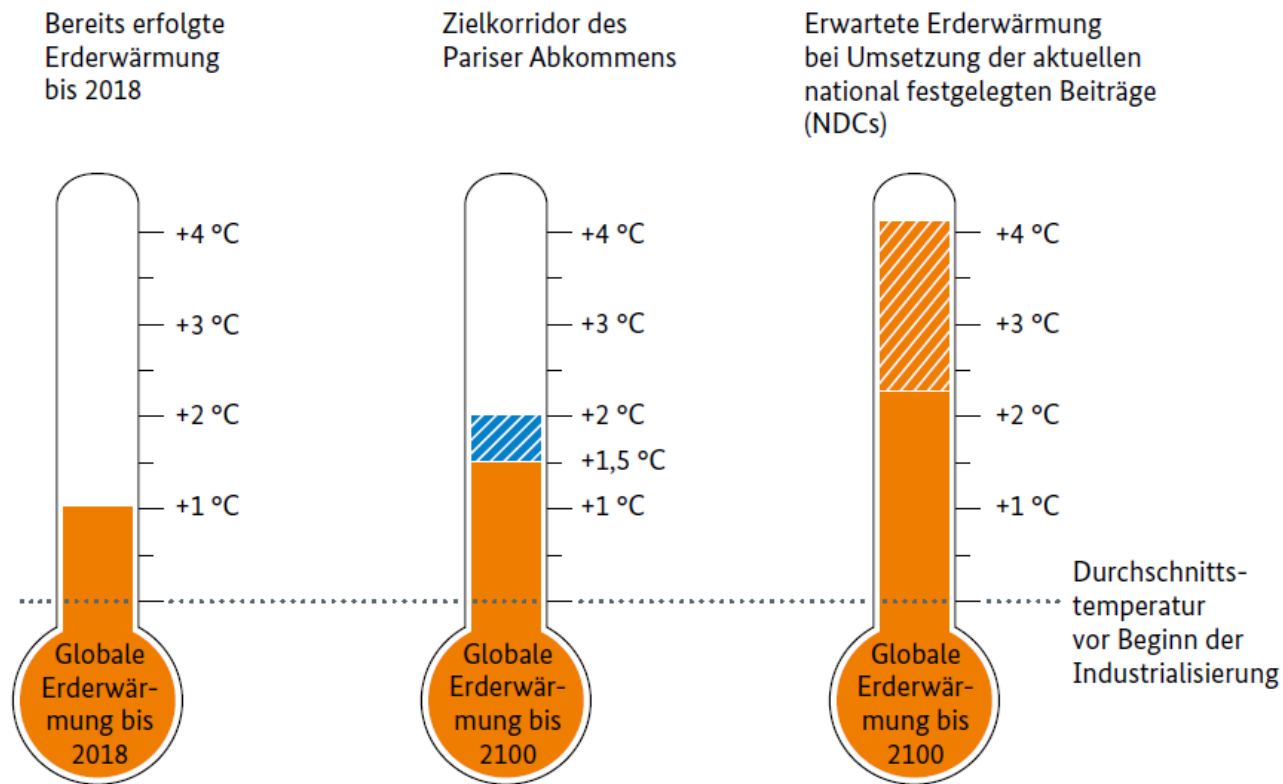 Bereits erfolgte
Erderwärmung
bis 2018
Zielkorridor des
Pariser Abkommens
Erwartete Erderwärmung
bei Umsetzung der aktuellen
national festgelegten Beiträge
(NDCs)
+4 °C
+3 °C
+2 °C
+1 °C
Globale
Erderwär-
mung bis
2018
+4 °C
+3 °C
+2 °C
+1,5 °C
+1 °C
Globale
Erderwär-
mung bis
2100
+4 °C
+3 °C
+2 °C
+1 °C
Globale
Erderwär-
mung bis
2100
Durchschnitts-
temperatur
vor Beginn der
Industrialisierung